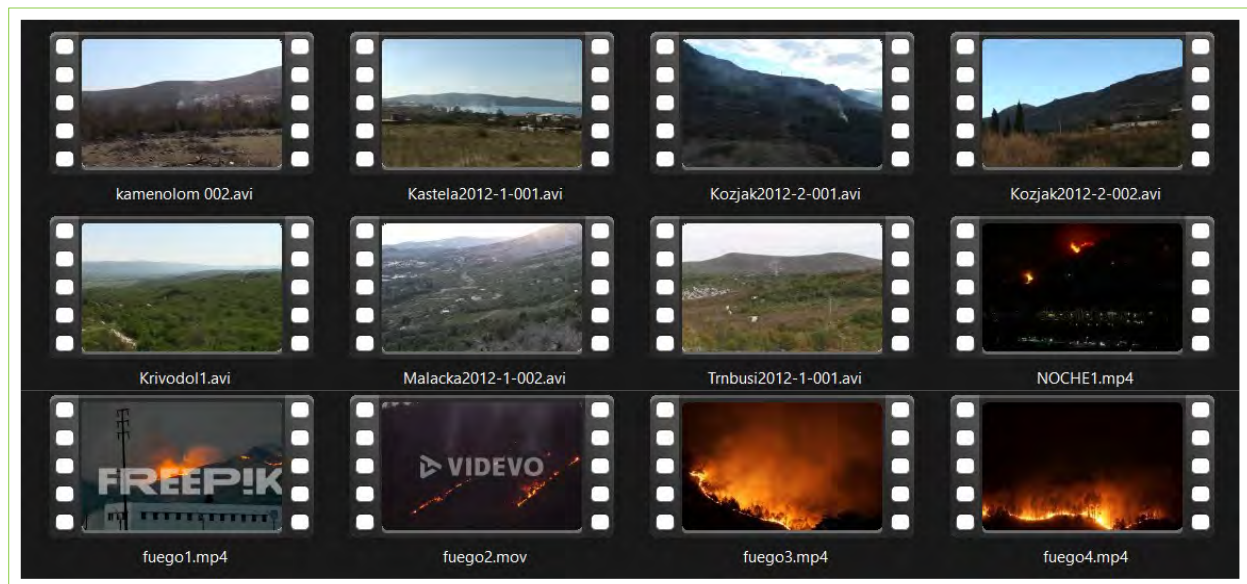 kamenolom 002.avi
Kastela2012-1-001.avi
Kozjak2012-2-001.avi
Kozjak2012-2-002.avi
Krivodol1.avi
Malacka2012-1-002.avi
Trnbusi2012-1-001.avi
NOCHE1.mp4
FREEP!K
VIDEVO
fuego1.mp4
fuego2.mov
fuego3.mp4
fuego4.mp4